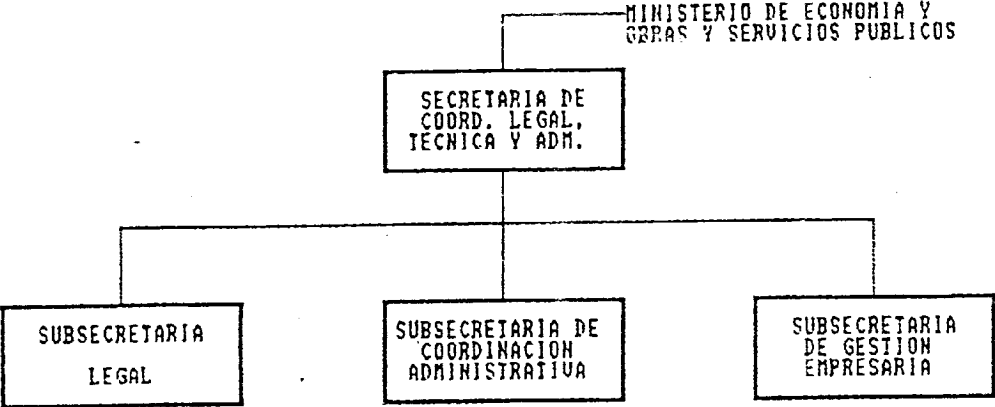 MINISTERIO DE ECONOMIA Y
OBRAS Y SERVICIOS PUBLICOS
SECRETARIA DE
COORD. LEGAL,
TECNICA Y ADM.
SUBSECRETARIA
LEGAL
SUBSECRETARIA DE
COORDINACION
ADMINISTRATIVA
SUBSECRETARIA
DE GESTION
EMPRESARIA